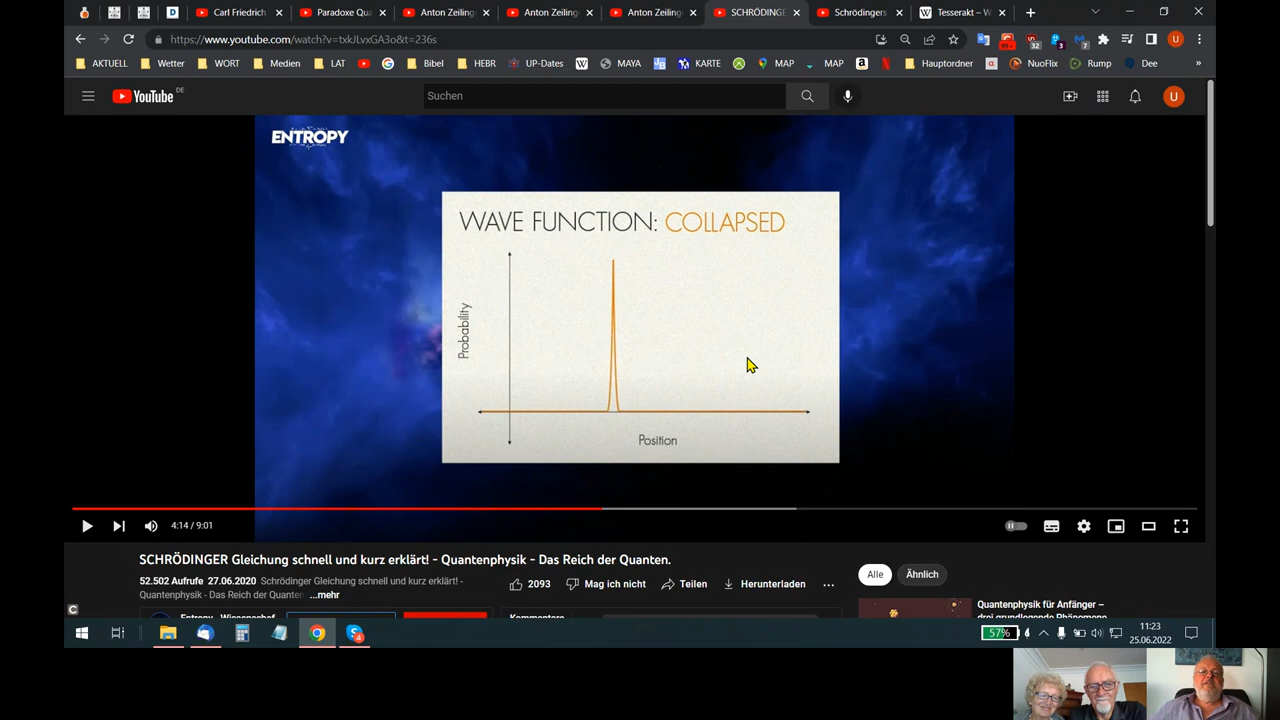 Carl Friedrich
Paradoxe Qua
Anton Zeiling
Anton Zeiling
Anton Zeiling
SCHRÖDINGE
Schrödingers
Tesserakt – W
https://www.youtube.com/watch?v=txkJLvxGA3o&t=236s
AKTUELL Wetter WORT Medien LAT Bibel HEBR UP-Dates MAYA KARTE MAP MAP Hauptordner NuoFlix Rump Dee »
YouTube DE
Suchen
U
ENTROPY
WAVE FUNCTION: COLLAPSED
Probability
Position
4:14 / 9:01
SCHRÖDINGER Gleichung schnell und kurz erklärt! - Quantenphysik - Das Reich der Quanten.
52.502 Aufrufe 27.06.2020 Schrödinger Gleichung schnell und kurz erklärt! -
Quantenphysik - Das Reich der Quanten ...mehr
2093 Mag ich nicht Teilen Herunterladen ...
Alle Ähnlich
Quantenphysik für Anfänger –
drei grundlegende Phänomene
Kommentare
57%
11:23
25.06.2022